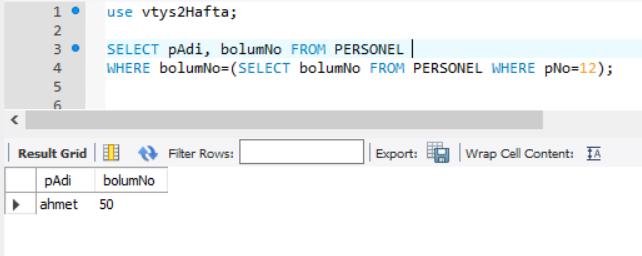 1 use vtys2Hafta;
2
3 SELECT pAdi, bolumNo FROM PERSONEL
4 WHERE bolumNo=(SELECT bolumNo FROM PERSONEL WHERE pNo=12);
5
6
Result Grid Filter Rows: Export: Wrap Cell Content: IA
pAdi bolumNo
ahmet 50